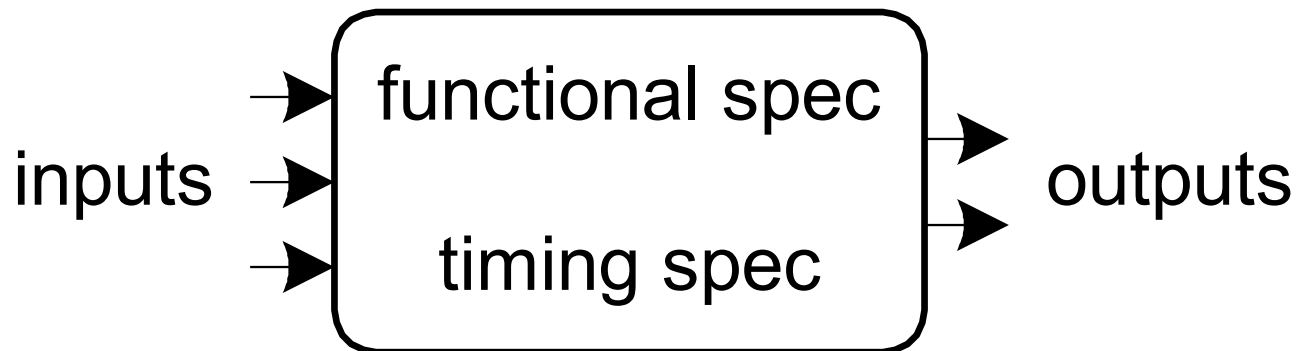 functional spec
inputs
outputs
timing spec